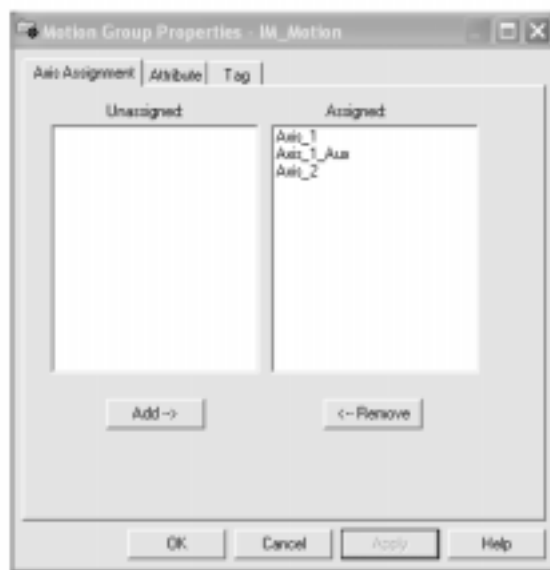 Motion Group Properties - IM_Motion
Axis Assignment Attribute Tag
Unassigned: Assigned:
Axis_1
Axis_1_Aux
Axis_2
Add --> <-- Remove
OK Cancel Apply Help